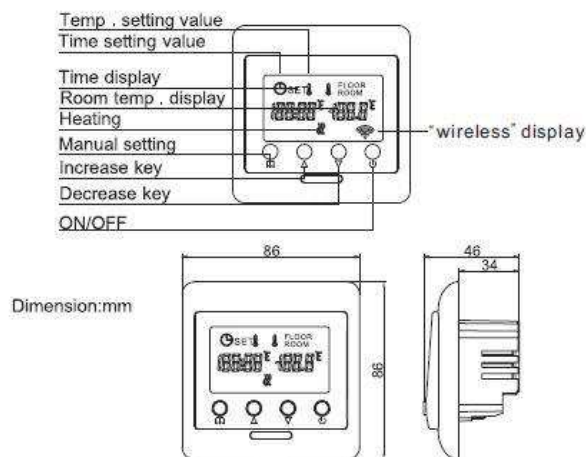 Temp . setting value
Time setting value
Time display
Room temp . display
Heating
Manual setting
Increase key
Decrease key
ON/OFF
SET
FLOOR
ROOM
"wireless" display
86
46
34
Dimension:mm
SET
FLOOR
ROOM
86